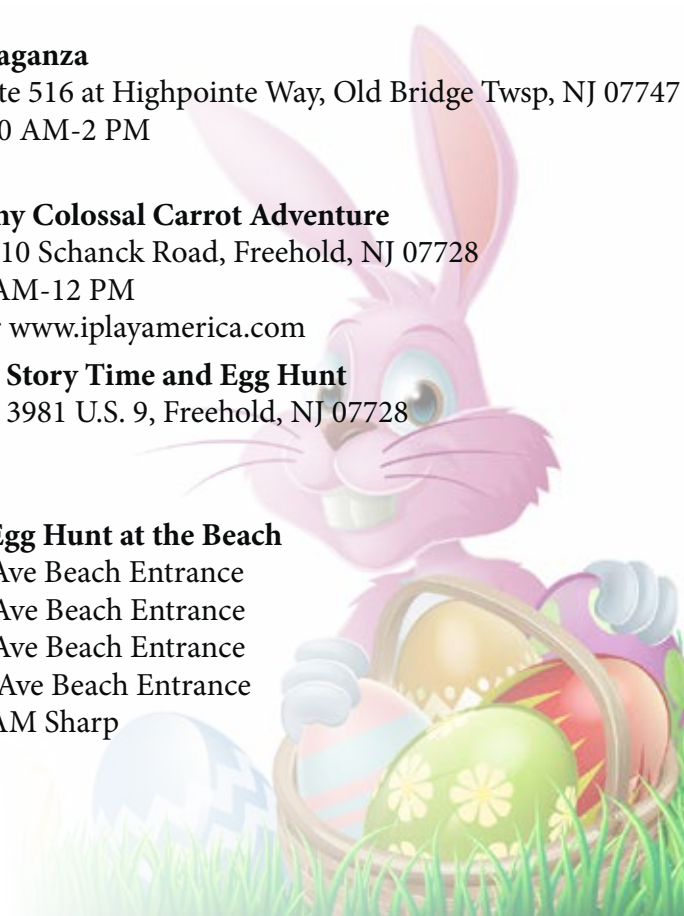 aganza
te 516 at Highpointe Way, Old Bridge Twsp, NJ 07747
0 AM-2 PM
ny Colossal Carrot Adventure
10 Schanck Road, Freehold, NJ 07728
AM-12 PM
www.iplayamerica.com
Story Time and Egg Hunt
3981 U.S. 9, Freehold, NJ 07728
Egg Hunt at the Beach
Ave Beach Entrance
Ave Beach Entrance
Ave Beach Entrance
Ave Beach Entrance
AM Sharp